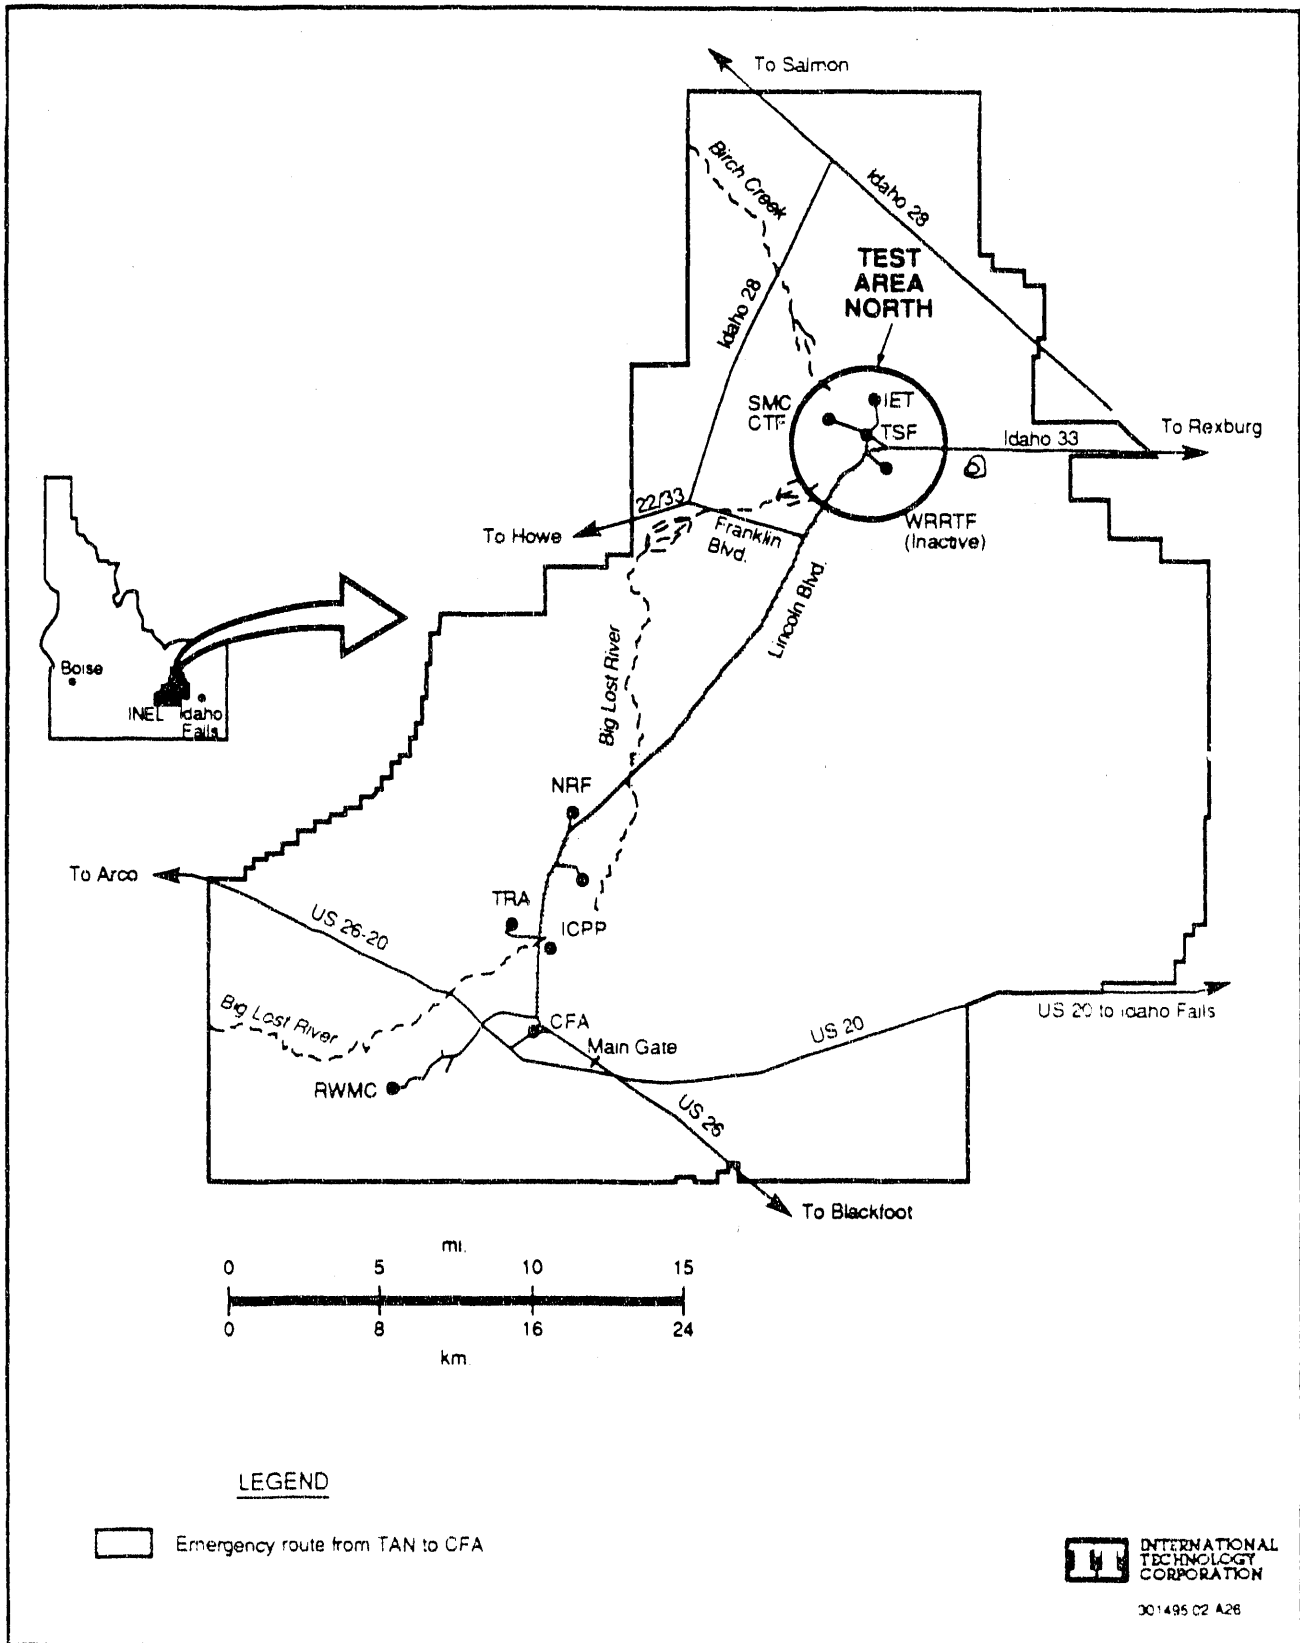 To Salmon
Birch Creek
Idaho 28
TEST
AREA
NORTH
Idaho 28
SMC
CTF
IET
TSF
Idaho 33
To Rexburg
22/33
To Howe
Franklin
Blvd.
WRRTF
(Inactive)
Lincoln Blvd.
Big Lost River
Boise
INEL
Idaho
Falls
NRF
To Arco
US 26-20
TRA
ICPP
Big Lost River
CFA
Main Gate
US 20
US 20 to Idaho Falls
RWMC
US 26
To Blackfoot
mi.
0 5 10 15
0 8 16 24
km
LEGEND
Emergency route from TAN to CFA
INTERNATIONAL
TECHNOLOGY
CORPORATION
301495 02 A26